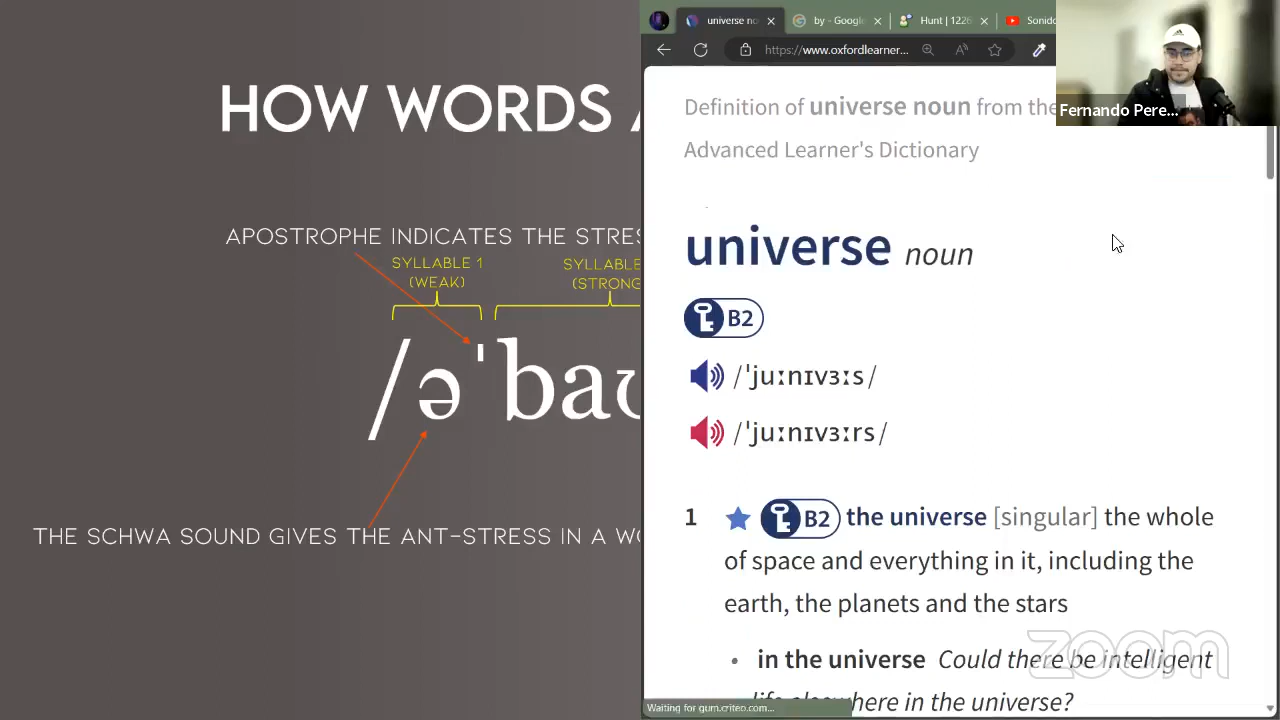 universe no
by - Google
Hunt | 1226
Sonido
https://www.oxfordlearner...
Fernando Pere...
HOW WORDS A
APOSTROPHE INDICATES THE STRES
SYLLABLE 1
(WEAK)
SYLLABLE
(STRONG
/əˈbaʊ
THE SCHWA SOUND GIVES THE ANT-STRESS IN A WO
Definition of universe noun from the
Advanced Learner's Dictionary
universe noun
B2
/ˈjuːnɪvɜːs/
/ˈjuːnɪvɜːrs/
1 B2 the universe [singular] the whole
of space and everything in it, including the
earth, the planets and the stars
• in the universe Could there be intelligent
life elsewhere in the universe?
Waiting for gum.criteo.com...
zoom